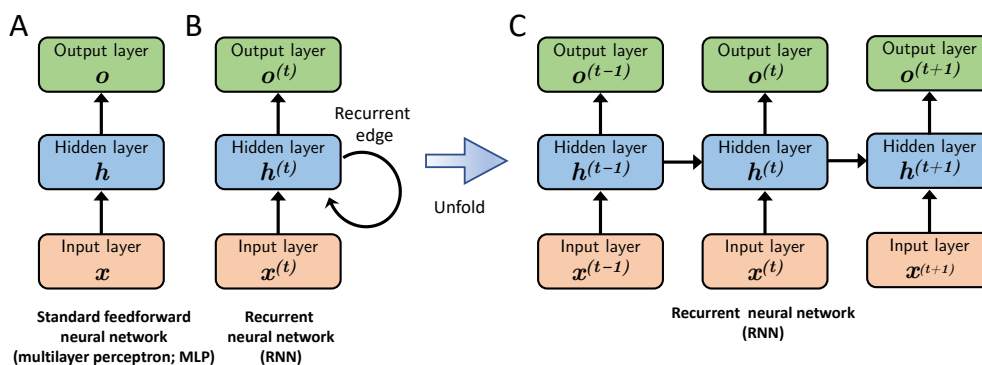 A
Output layer
o
Hidden layer
h
Input layer
x
Standard feedforward
neural network
(multilayer perceptron; MLP)
B
Output layer
o(t)
Recurrent
edge
Hidden layer
h(t)
Input layer
x(t)
Recurrent
neural network
(RNN)
Unfold
C
Output layer
o(t−1)
Hidden layer
h(t−1)
Input layer
x(t−1)
Output layer
o(t)
Hidden layer
h(t)
Input layer
x(t)
Output layer
o(t+1)
Hidden layer
h(t+1)
Input layer
x(t+1)
Recurrent neural network
(RNN)